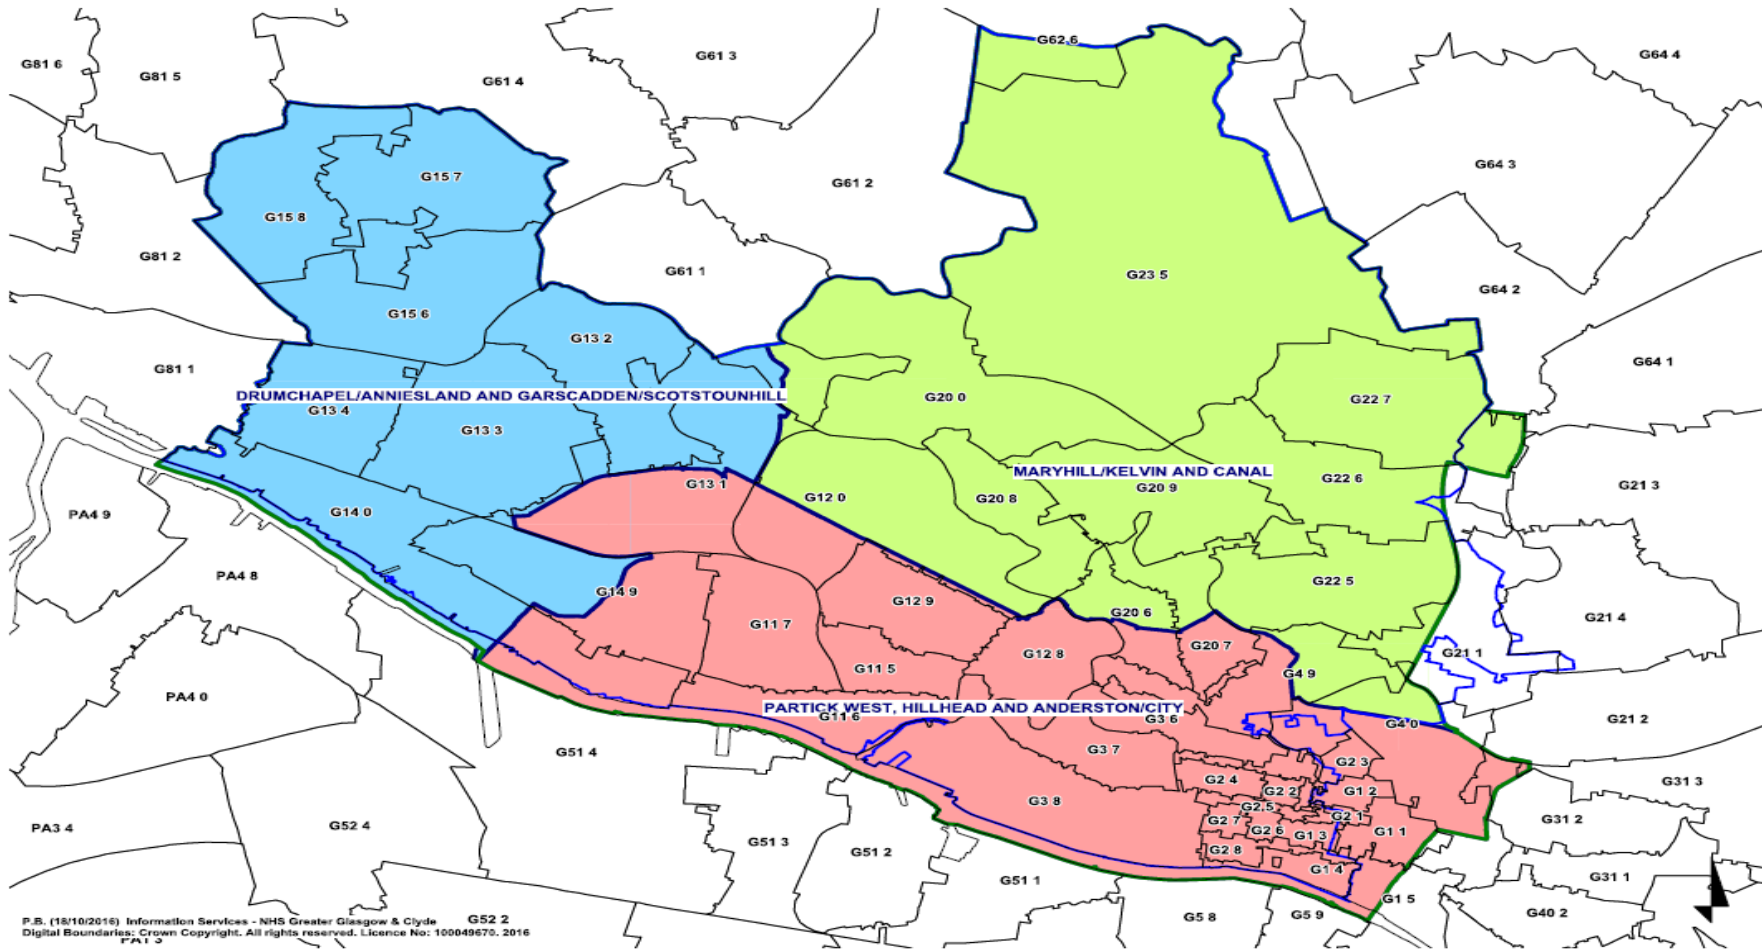 G62 6
G81 6
G81 5
G61 4
G61 3
G64 4
G15 7
G61 2
G64 3
G15 8
G81 2
G61 1
G23 5
G64 2
G15 6
G13 2
G81 1
G64 1
DRUMCHAPEL/ANNIESLAND AND GARSCADDEN/SCOTSTOUNHILL
G20 0
G22 7
G13 4
G13 3
MARYHILL/KELVIN AND CANAL
G13 1
G12 0
G20 8
G20 9
G22 6
G21 3
PA4 9
G14 0
PA4 8
G14 9
G12 9
G22 5
G20 6
G21 4
G11 7
G12 8
G20 7
G21 1
G11 5
G4 9
PA4 0
PARTICK WEST, HILLHEAD AND ANDERSTON/CITY
G11 6
G3 6
G4 0
G21 2
G51 4
G3 7
G2 3
G2 4
G2 2
G1 2
G31 3
G3 8
G2 5
G2 1
G31 2
PA3 4
G52 4
G2 7
G2 6
G1 3
G1 1
G51 3
G51 2
G2 8
G1 4
G51 1
G31 1
G1 5
G5 8
G5 9
G40 2
P.B. (18/10/2016) Information Services - NHS Greater Glasgow & Clyde
G52 2
Digital Boundaries: Crown Copyright. All rights reserved. Licence No: 100049670. 2016
PA1 3